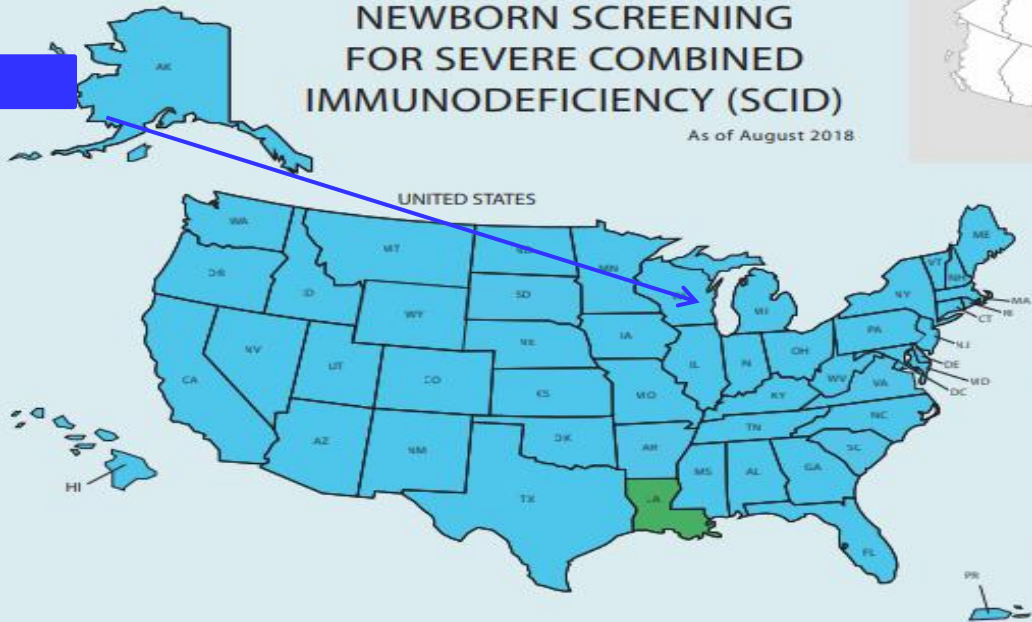 NEWBORN SCREENING
FOR SEVERE COMBINED
IMMUNODEFICIENCY (SCID)
As of August 2018
UNITED STATES
AK
WA
MT
ND
MN
ME
VT
NH
OR
ID
SD
WI
MI
NY
MA
RI
CT
WY
NE
IA
PA
NJ
NV
UT
CO
IL
IN
OH
DE
MD
DC
CA
KS
MO
WV
VA
KY
AZ
NM
OK
AR
TN
NC
SC
MS
AL
GA
HI
TX
LA
FL
PR